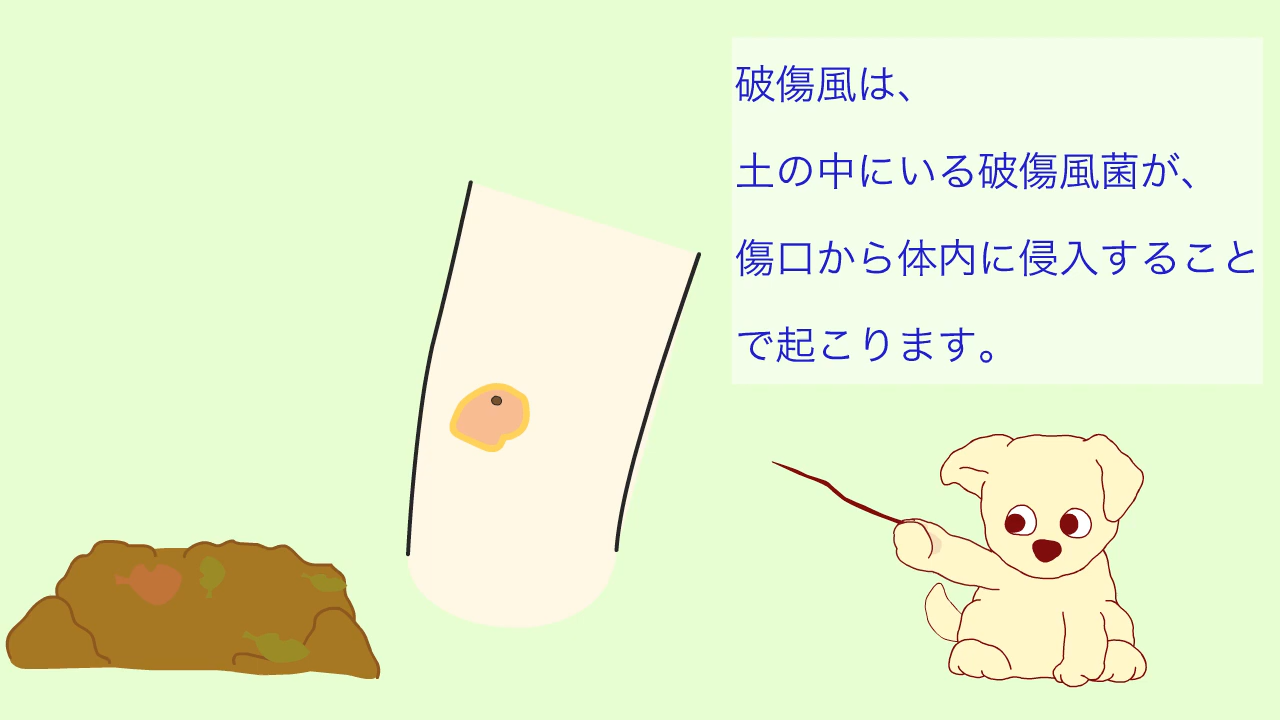 破傷風は、
土の中にいる破傷風菌が、
傷口から体内に侵入すること
で起こります。